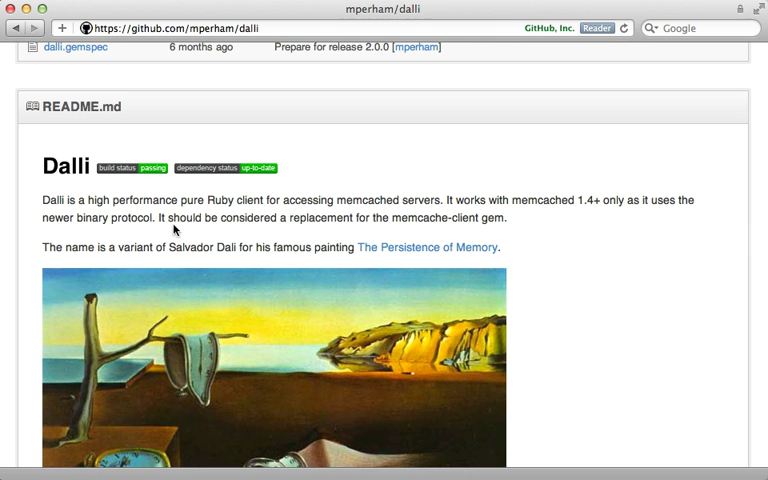 mperham/dalli
https://github.com/mperham/dalli GitHub, Inc. Reader Google
dalli.gemspec 6 months ago Prepare for release 2.0.0 [mperham]
README.md
Dalli build status passing dependency status up-to-date
Dalli is a high performance pure Ruby client for accessing memcached servers. It works with memcached 1.4+ only as it uses the
newer binary protocol. It should be considered a replacement for the memcache-client gem.
The name is a variant of Salvador Dali for his famous painting The Persistence of Memory.